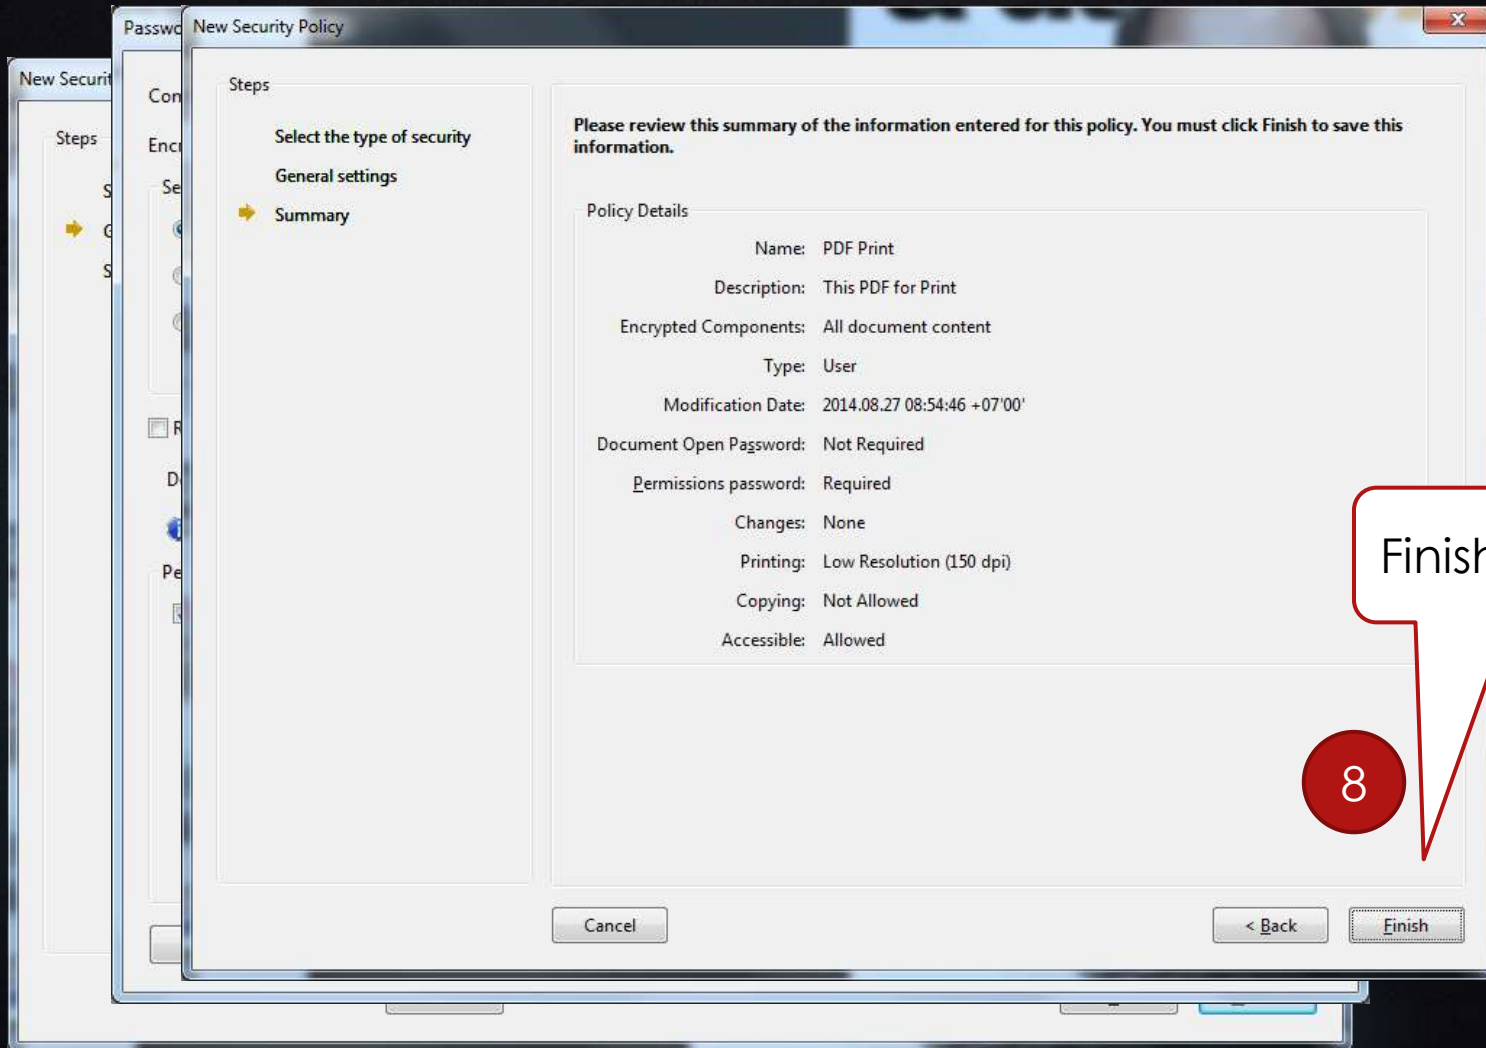 Passwo
New Security Policy
New Securit
Steps
Con
Encr
Se
Steps
Select the type of security
General settings
Summary
Please review this summary of the information entered for this policy. You must click Finish to save this
information.
Policy Details
Name: PDF Print
Description: This PDF for Print
Encrypted Components: All document content
Type: User
Modification Date: 2014.08.27 08:54:46 +07'00'
Document Open Password: Not Required
Permissions password: Required
Changes: None
Printing: Low Resolution (150 dpi)
Copying: Not Allowed
Accessible: Allowed
Pe
Finish
8
Cancel
< Back
Finish